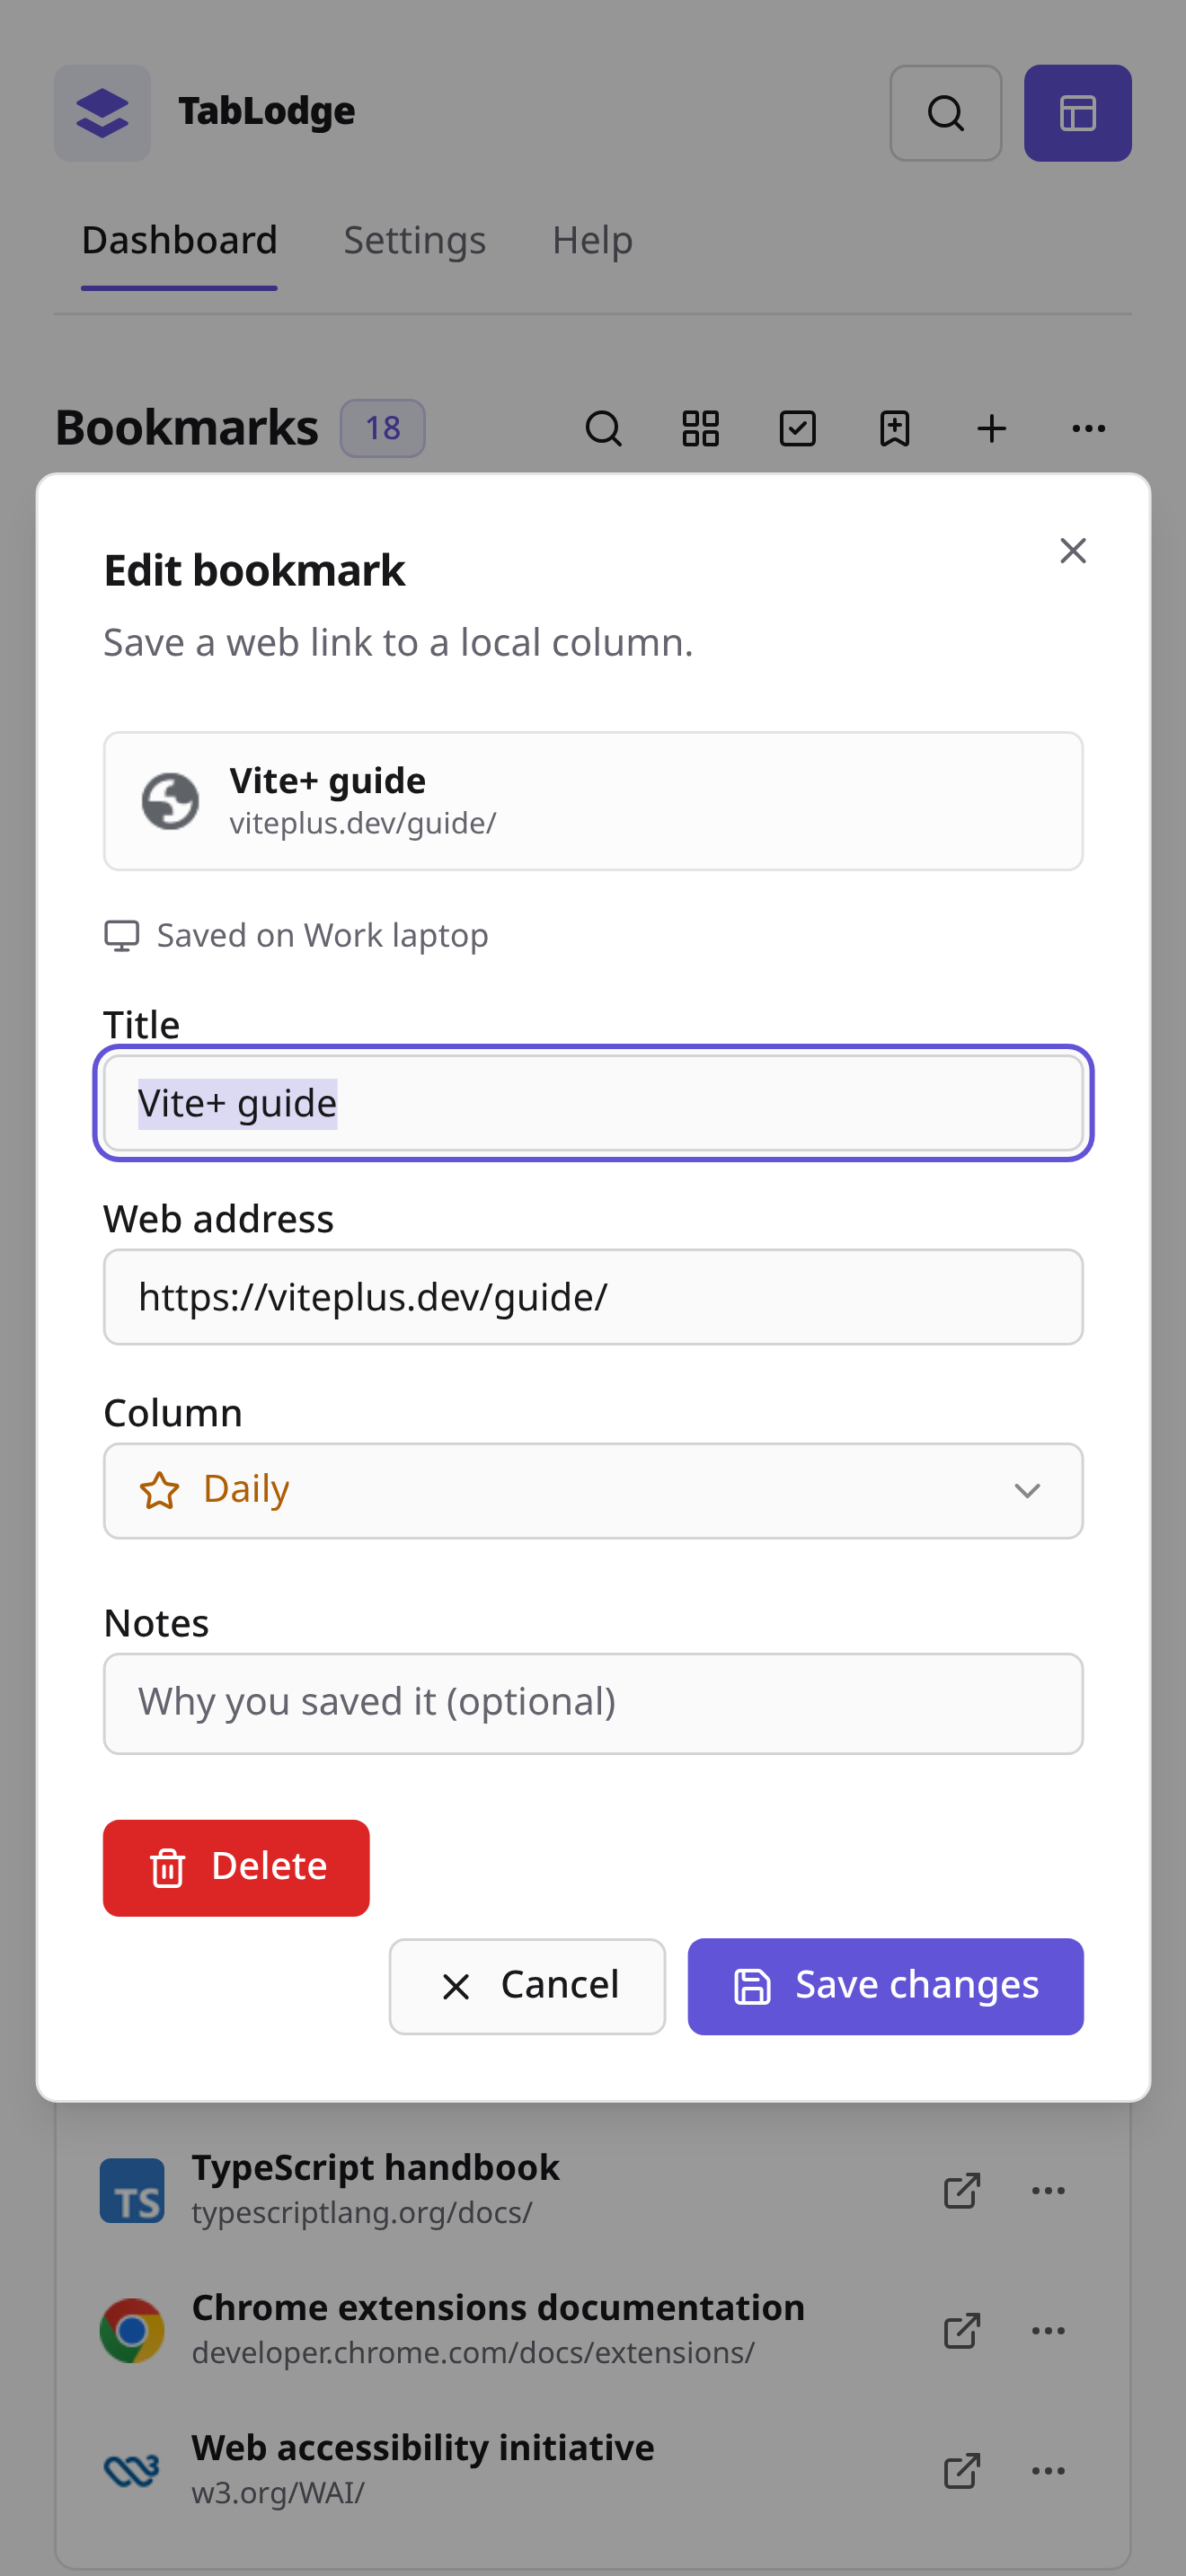 TabLodge
Dashboard Settings Help
Bookmarks 18
Edit bookmark
Save a web link to a local column.
Vite+ guide
viteplus.dev/guide/
Saved on Work laptop
Title
Vite+ guide
Web address
https://viteplus.dev/guide/
Column
Daily
Notes
Why you saved it (optional)
Delete
Cancel
Save changes
TS
TypeScript handbook
typescriptlang.org/docs/
Chrome extensions documentation
developer.chrome.com/docs/extensions/
Web accessibility initiative
w3.org/WAI/